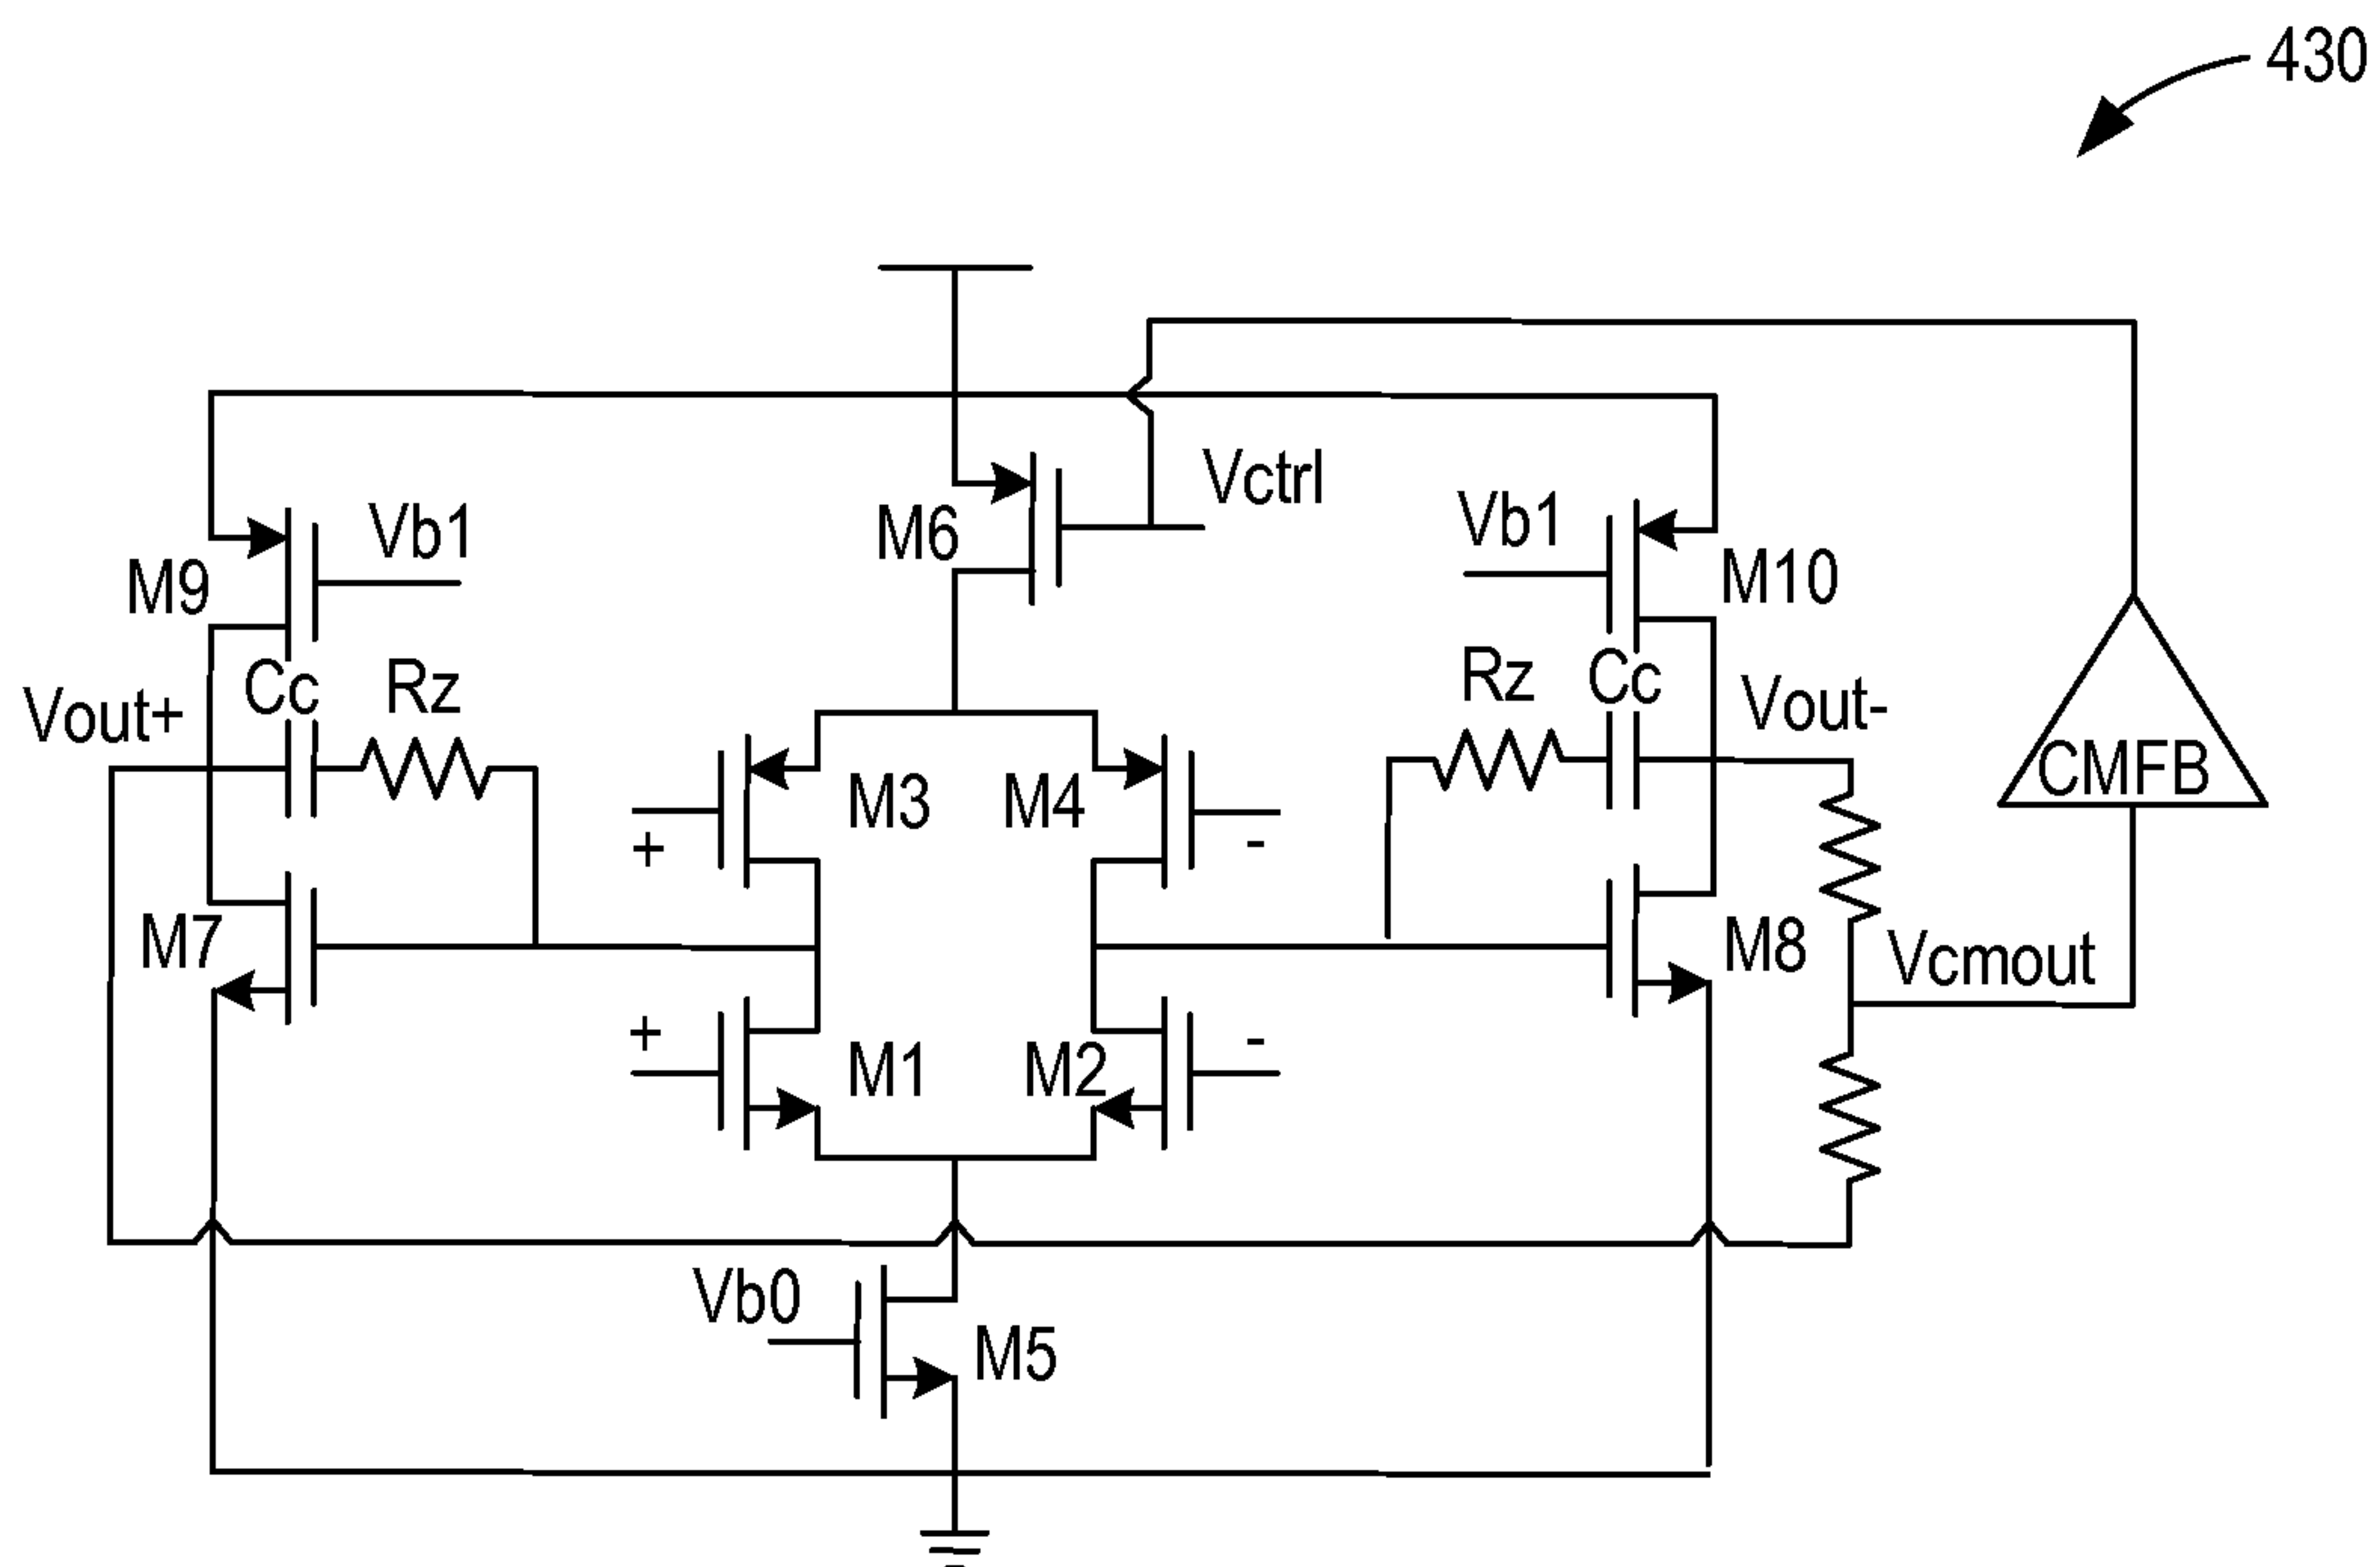 430
Vctrl
Vb1
Vb1
M6
M9
M10
Cc
Rz
Rz
Cc
Vout+
Vout-
CMFB
M3
M4
+
-
M7
M8
Vcmout
+
-
M1
M2
Vb0
M5